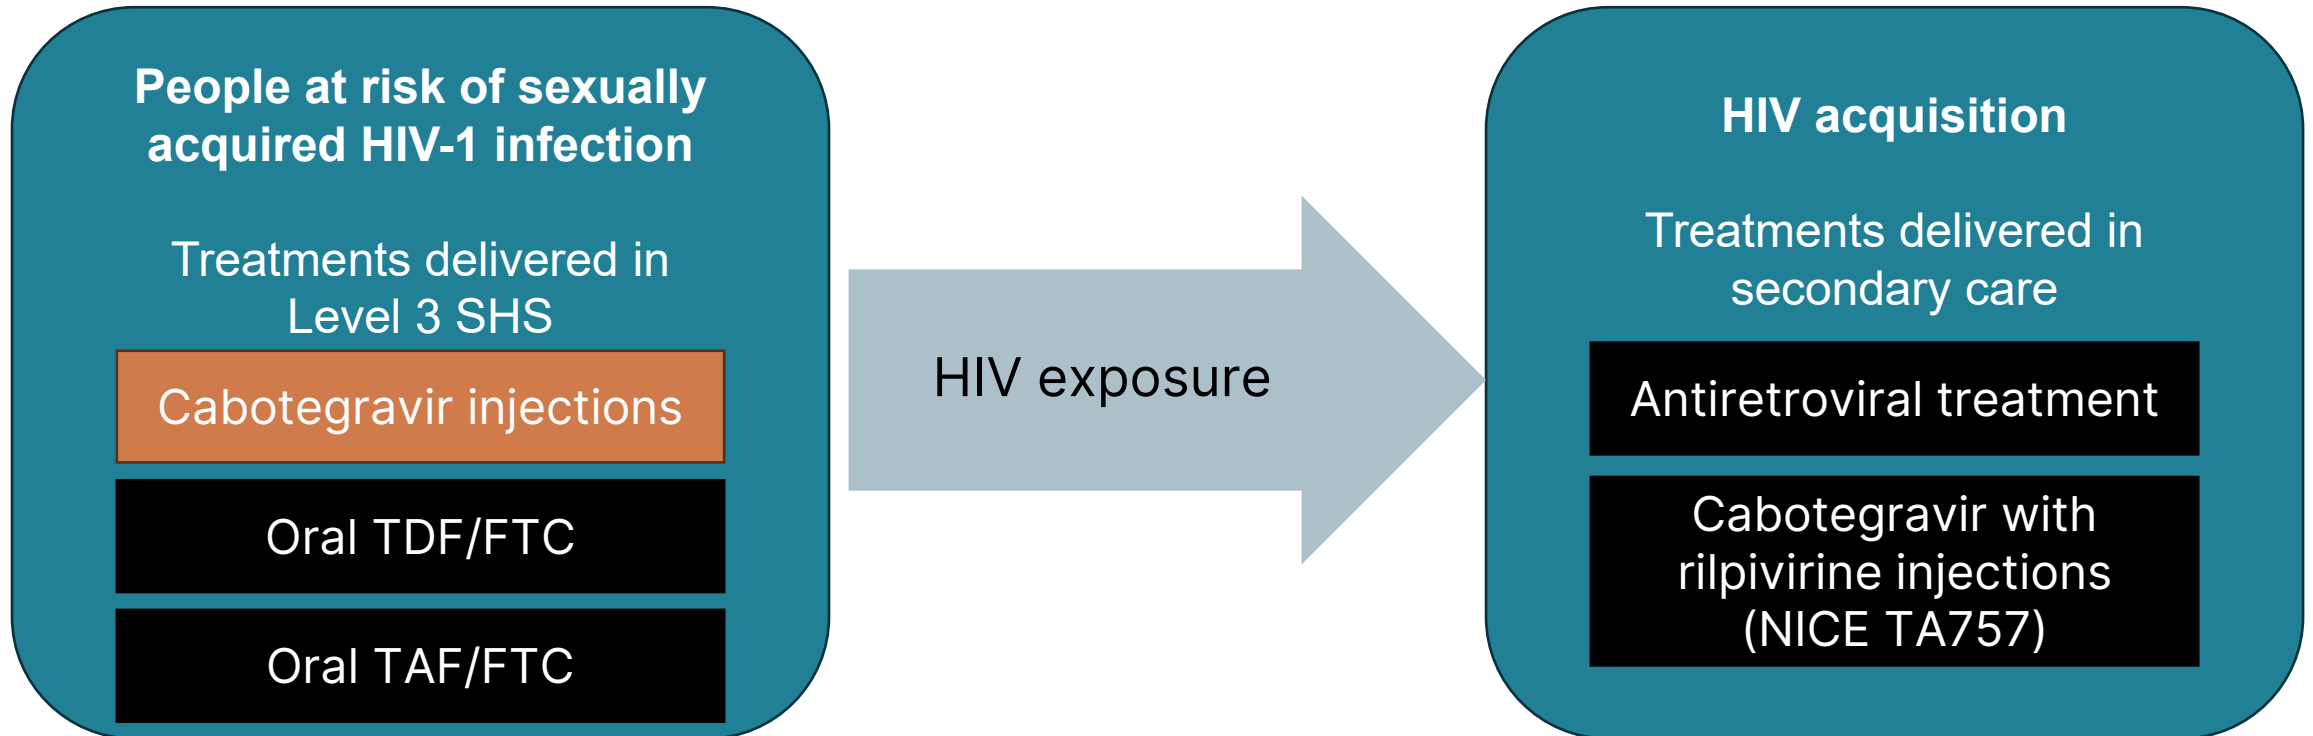 People at risk of sexually
acquired HIV-1 infection
Treatments delivered in
Level 3 SHS
Cabotegravir injections
Oral TDF/FTC
Oral TAF/FTC
HIV exposure
HIV acquisition
Treatments delivered in
secondary care
Antiretroviral treatment
Cabotegravir with
rilpivirine injections
(NICE TA757)